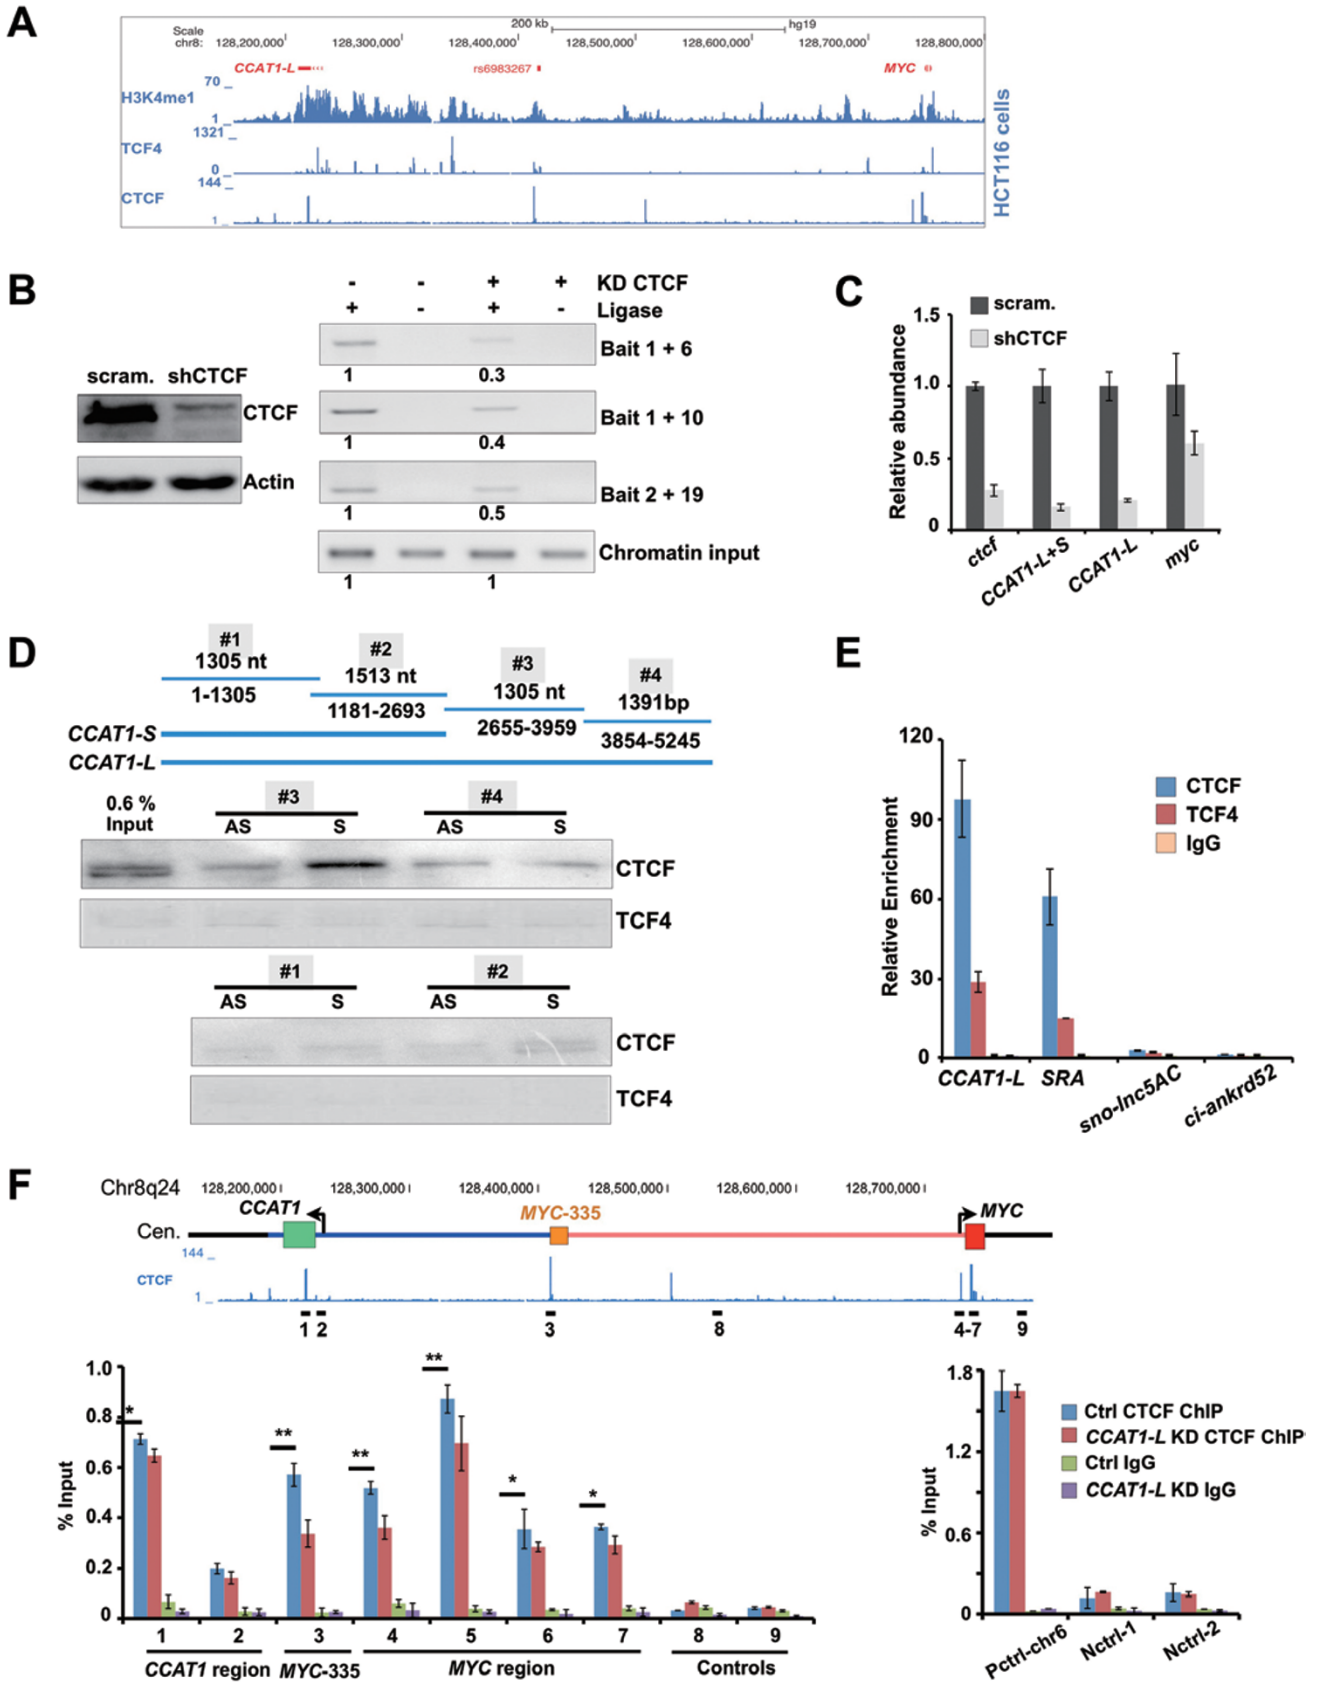 A
200 kb hg19
Scale
chr8: 128,200,000 128,300,000 128,400,000 128,500,000 128,600,000 128,700,000 128,800,000
CCAT1-L rs6983267 MYC
70
H3K4me1
1
1321
TCF4
0
144
CTCF
1
HCT116 cells
B
- - + + KD CTCF
+ - + - Ligase
scram. shCTCF
CTCF
Actin
Bait 1 + 6
1 0.3
Bait 1 + 10
1 0.4
Bait 2 + 19
1 0.5
Chromatin input
1 1
C
scram.
shCTCF
Relative abundance
1.5
1.0
0.5
0
ctcf CCAT1-L+S CCAT1-L myc
D
#1 #2 #3 #4
1305 nt 1513 nt 1305 nt 1391bp
1-1305 1181-2693 2655-3959 3854-5245
CCAT1-S
CCAT1-L
0.6 %
Input
#3 #4
AS S AS S
CTCF
TCF4
#1 #2
AS S AS S
CTCF
TCF4
E
Relative Enrichment
120
90
60
30
0
CTCF
TCF4
IgG
CCAT1-L SRA sno-lnc5AC ci-ankrd52
F
Chr8q24 128,200,000 128,300,000 128,400,000 128,500,000 128,600,000 128,700,000
CCAT1 MYC-335 MYC
Cen.
144
CTCF
1
1 2 3 8 4-7 9
% Input
1.0
0.8
0.6
0.4
0.2
0
* ** ** ** * *
1 2 3 4 5 6 7 8 9
CCAT1 region MYC-335 MYC region Controls
% Input
1.8
1.2
0.6
0
Ctrl CTCF ChIP
CCAT1-L KD CTCF ChIP
Ctrl IgG
CCAT1-L KD IgG
Pctrl-chr6 Nctrl-1 Nctrl-2